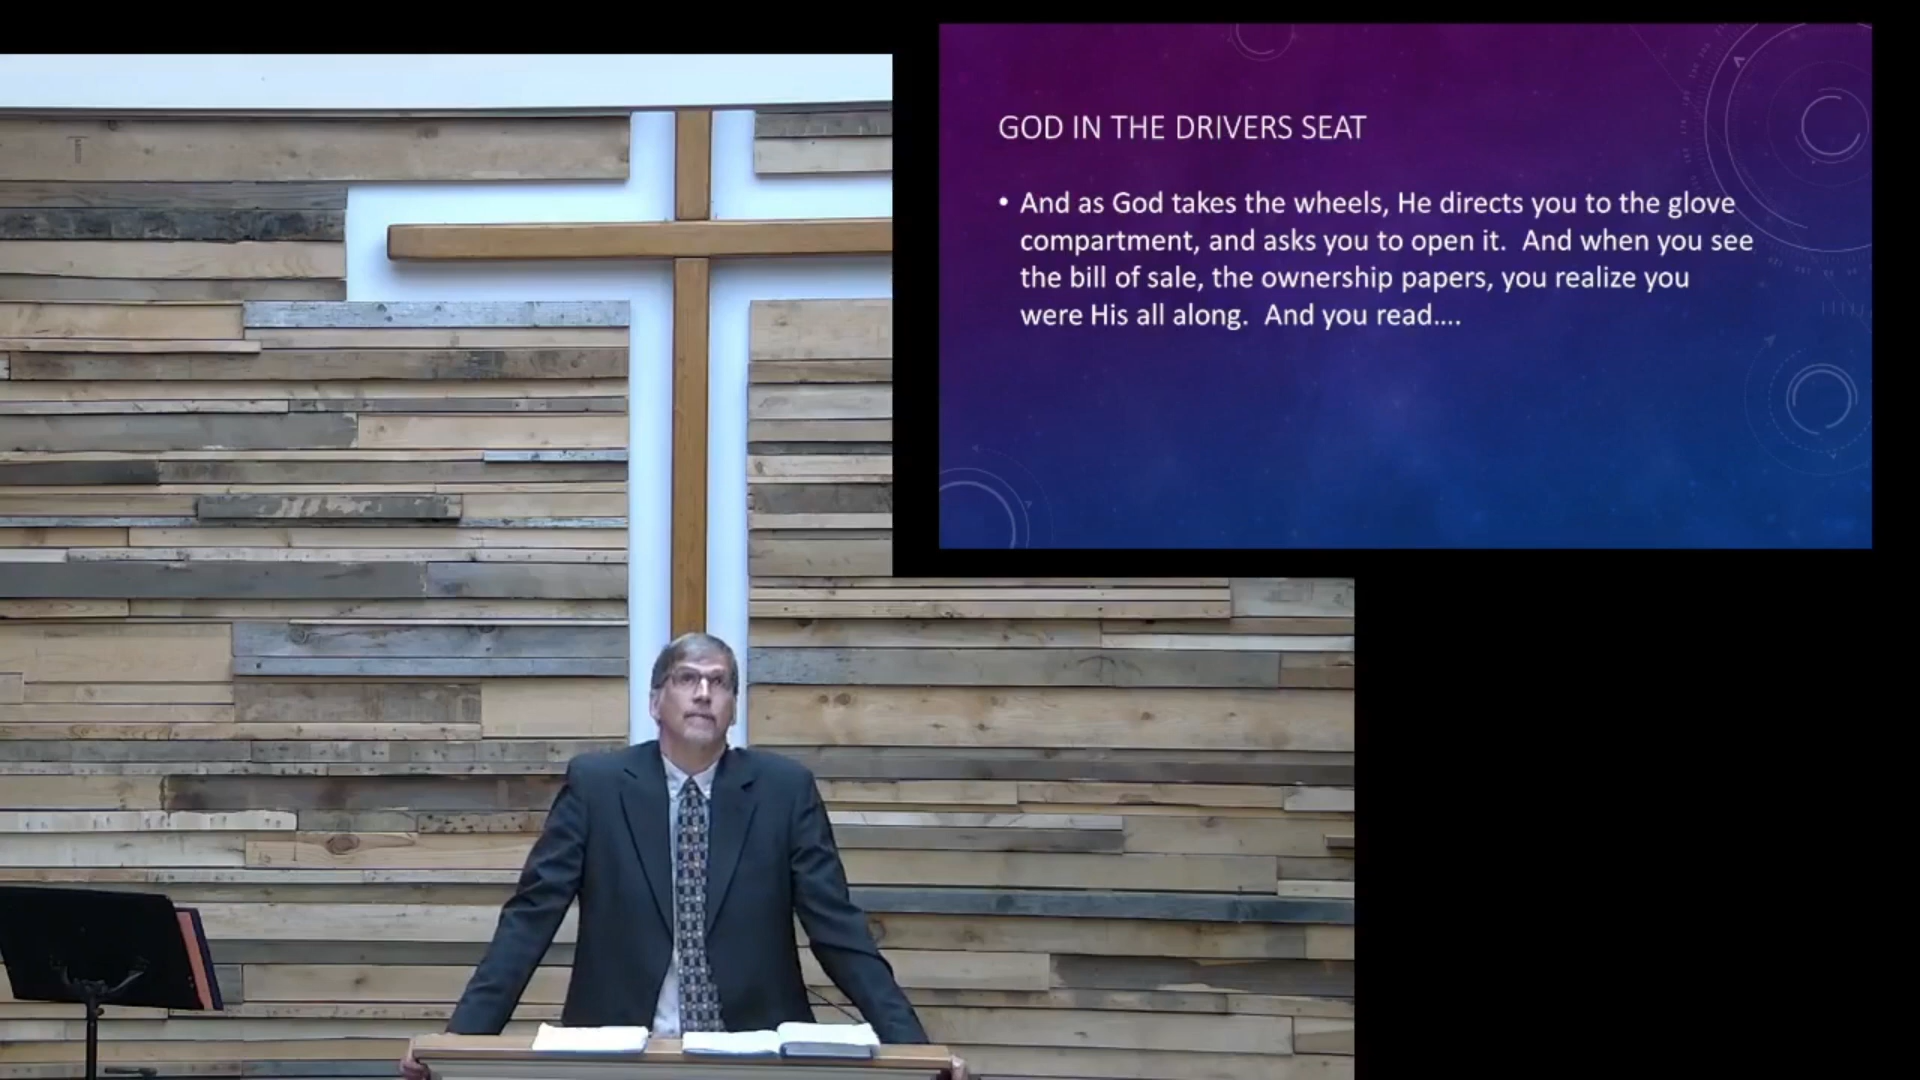 GOD IN THE DRIVERS SEAT
• And as God takes the wheels, He directs you to the glove
compartment, and asks you to open it.  And when you see
the bill of sale, the ownership papers, you realize you
were His all along.  And you read....